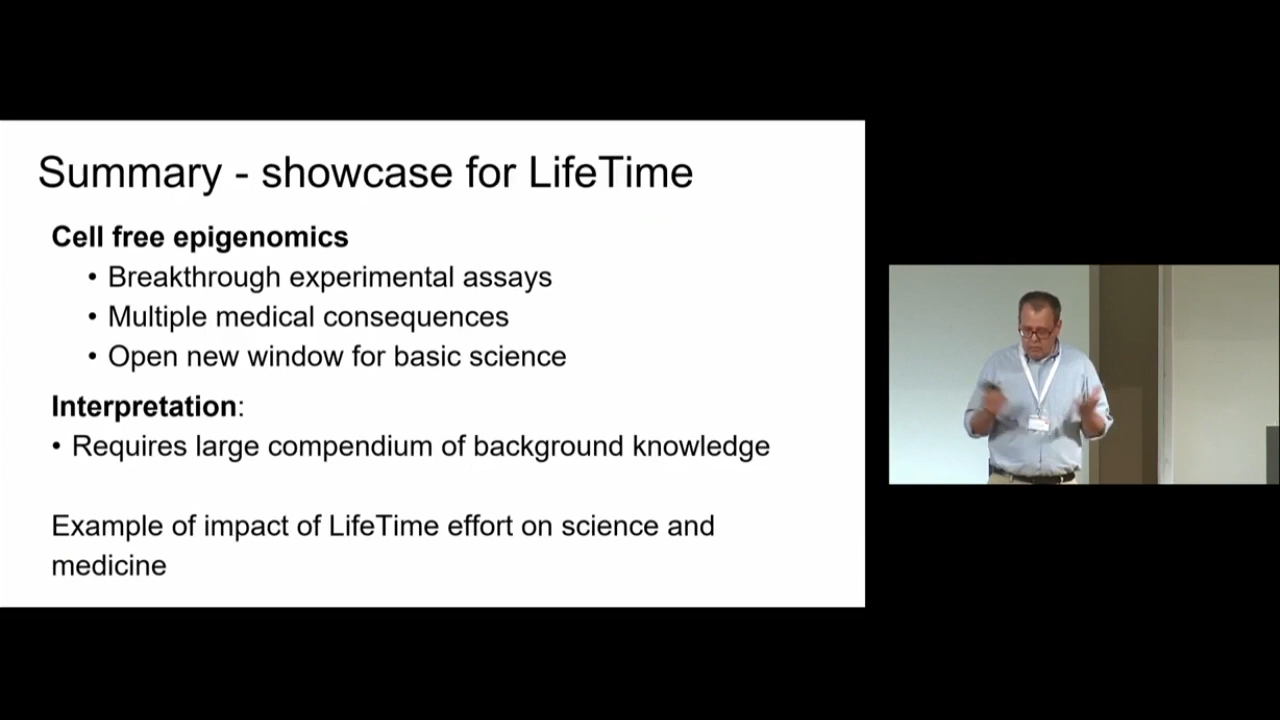 Summary - showcase for LifeTime
Cell free epigenomics
• Breakthrough experimental assays
• Multiple medical consequences
• Open new window for basic science
Interpretation:
• Requires large compendium of background knowledge
Example of impact of LifeTime effort on science and
medicine